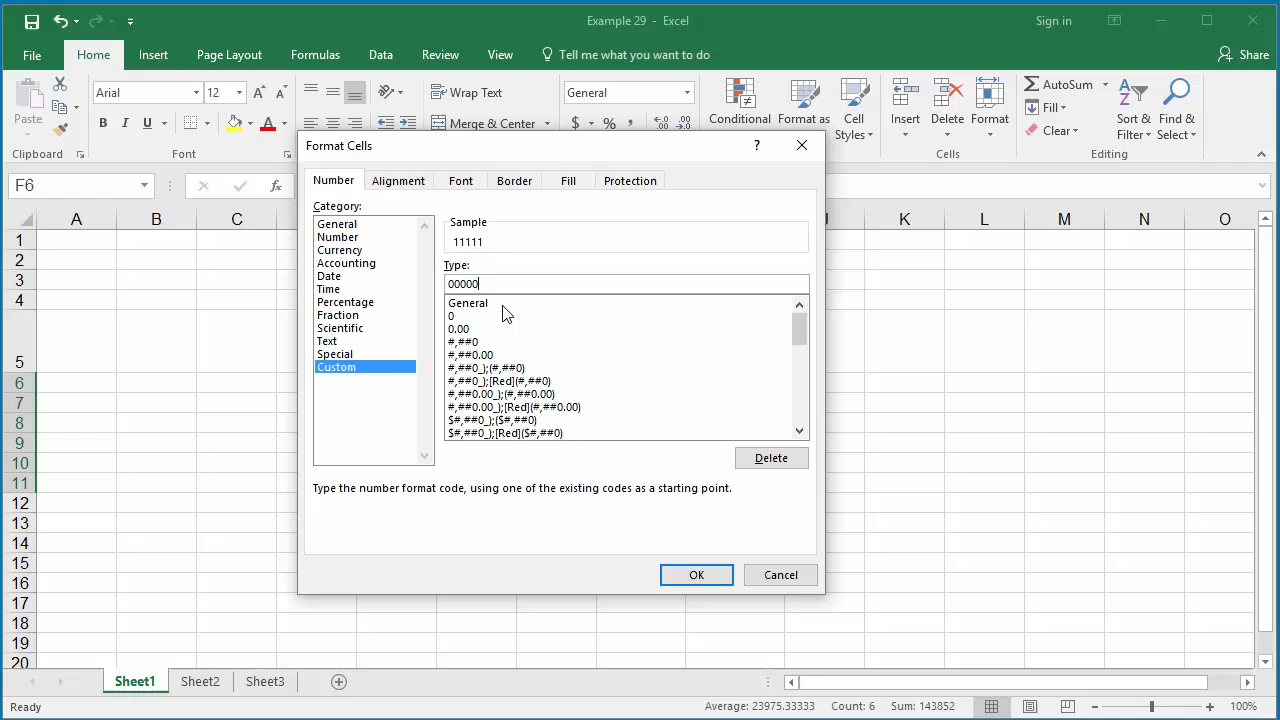 Example 29 - Excel
Sign in
File Home Insert Page Layout Formulas Data Review View Tell me what you want to do Share
Paste
Arial 12
B I U
Wrap Text
Merge & Center
General
$ % ,
Conditional Format as Cell Styles
Insert Delete Format
AutoSum
Fill
Clear
Sort & Filter
Find & Select
Clipboard Font Cells Editing
F6
fx
A B C J K L M N O
1
2
3
4
5
6
7
8
9
10
11
12
13
14
15
16
17
18
19
20
Format Cells
?
Number Alignment Font Border Fill Protection
Category:
General
Number
Currency
Accounting
Date
Time
Percentage
Fraction
Scientific
Text
Special
Custom
Sample
11111
Type:
00000
General
0
0.00
#,##0
#,##0.00
#,##0_);(#,##0)
#,##0_);[Red](#,##0)
#,##0.00_);(#,##0.00)
#,##0.00_);[Red](#,##0.00)
$#,##0_);($#,##0)
$#,##0_);[Red]($#,##0)
Delete
Type the number format code, using one of the existing codes as a starting point.
OK Cancel
Sheet1 Sheet2 Sheet3
Ready
Average: 23975.33333 Count: 6 Sum: 143852
100%